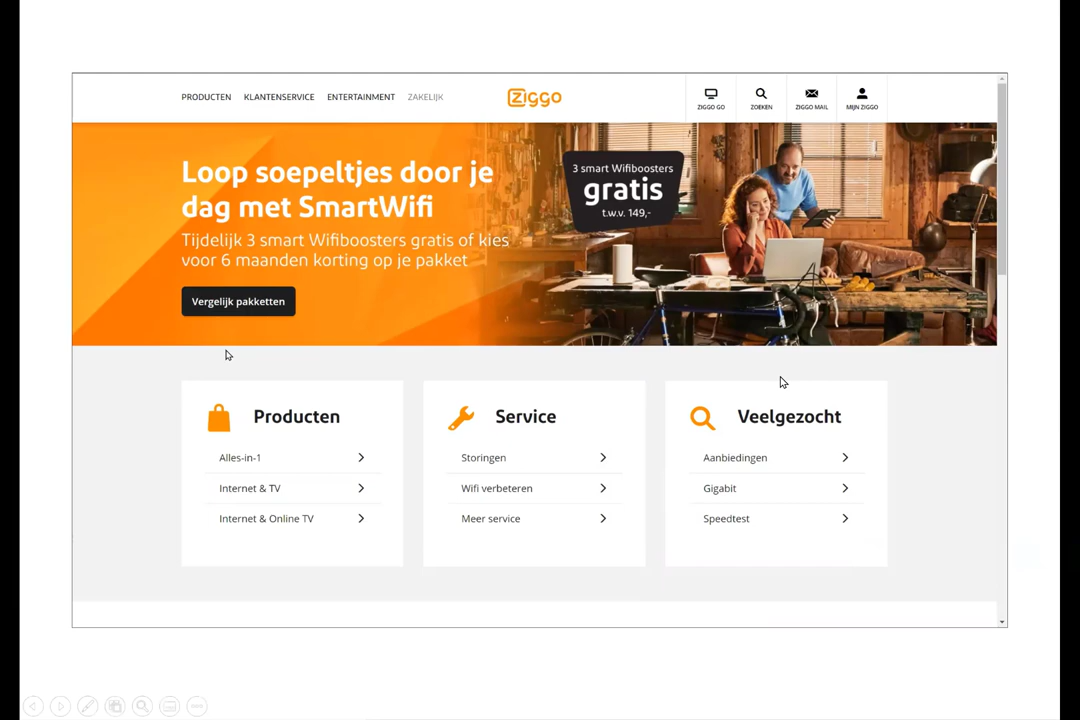 PRODUCTEN KLANTENSERVICE ENTERTAINMENT ZAKELIJK
ziggo
ZIGGO GO ZOEKEN ZIGGO MAIL MIJN ZIGGO
Loop soepeltjes door je
dag met SmartWifi
Tijdelijk 3 smart Wifiboosters gratis of kies
voor 6 maanden korting op je pakket
Vergelijk pakketten
3 smart Wifiboosters
gratis
t.w.v. 149,-
Producten
Alles-in-1
Internet & TV
Internet & Online TV
Service
Storingen
Wifi verbeteren
Meer service
Veelgezocht
Aanbiedingen
Gigabit
Speedtest